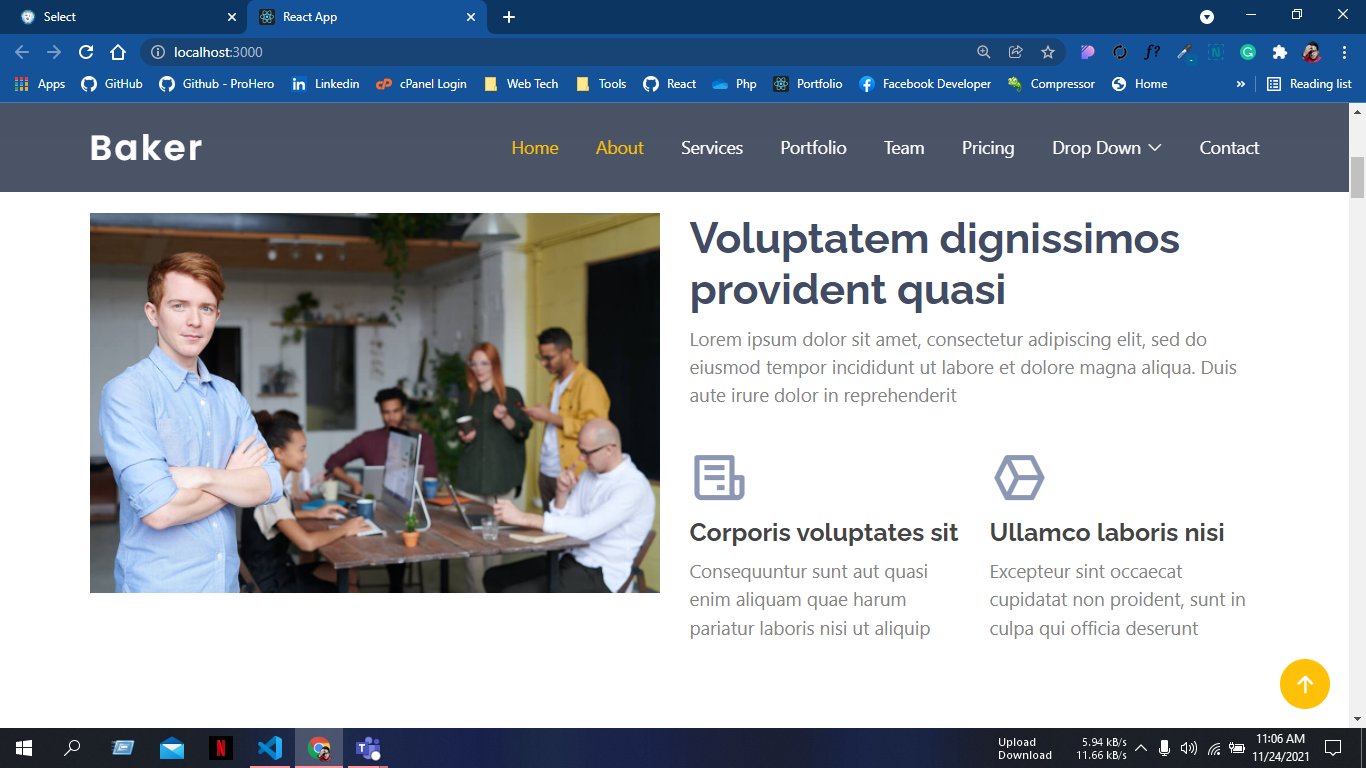 Select
React App
localhost:3000
Apps
GitHub
Github - ProHero
Linkedin
cPanel Login
Web Tech
Tools
React
Php
Portfolio
Facebook Developer
Compressor
Home
»
Reading list
Baker
Home
About
Services
Portfolio
Team
Pricing
Drop Down
Contact
Voluptatem dignissimos
provident quasi
Lorem ipsum dolor sit amet, consectetur adipiscing elit, sed do
eiusmod tempor incididunt ut labore et dolore magna aliqua. Duis
aute irure dolor in reprehenderit
Corporis voluptates sit
Consequuntur sunt aut quasi
enim aliquam quae harum
pariatur laboris nisi ut aliquip
Ullamco laboris nisi
Excepteur sint occaecat
cupidatat non proident, sunt in
culpa qui officia deserunt
Upload 5.94 kB/s
Download 11.66 kB/s
11:06 AM
11/24/2021